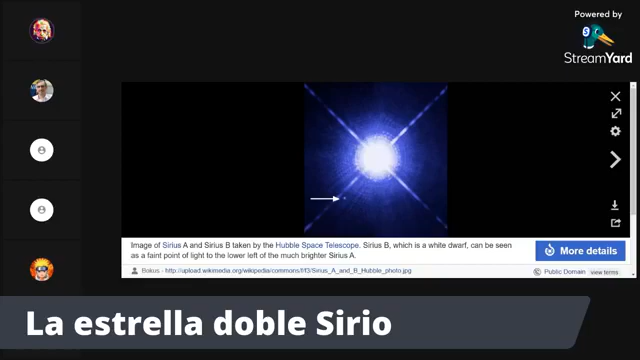 Powered by
StreamYard
Image of Sirius A and Sirius B taken by the Hubble Space Telescope. Sirius B, which is a white dwarf, can be seen
as a faint point of light to the lower left of the much brighter Sirius A.
More details
Bokus - http://upload.wikimedia.org/wikipedia/commons/f/f3/Sirius_A_and_B_Hubble_photo.jpg
Public Domain view terms
La estrella doble Sirio